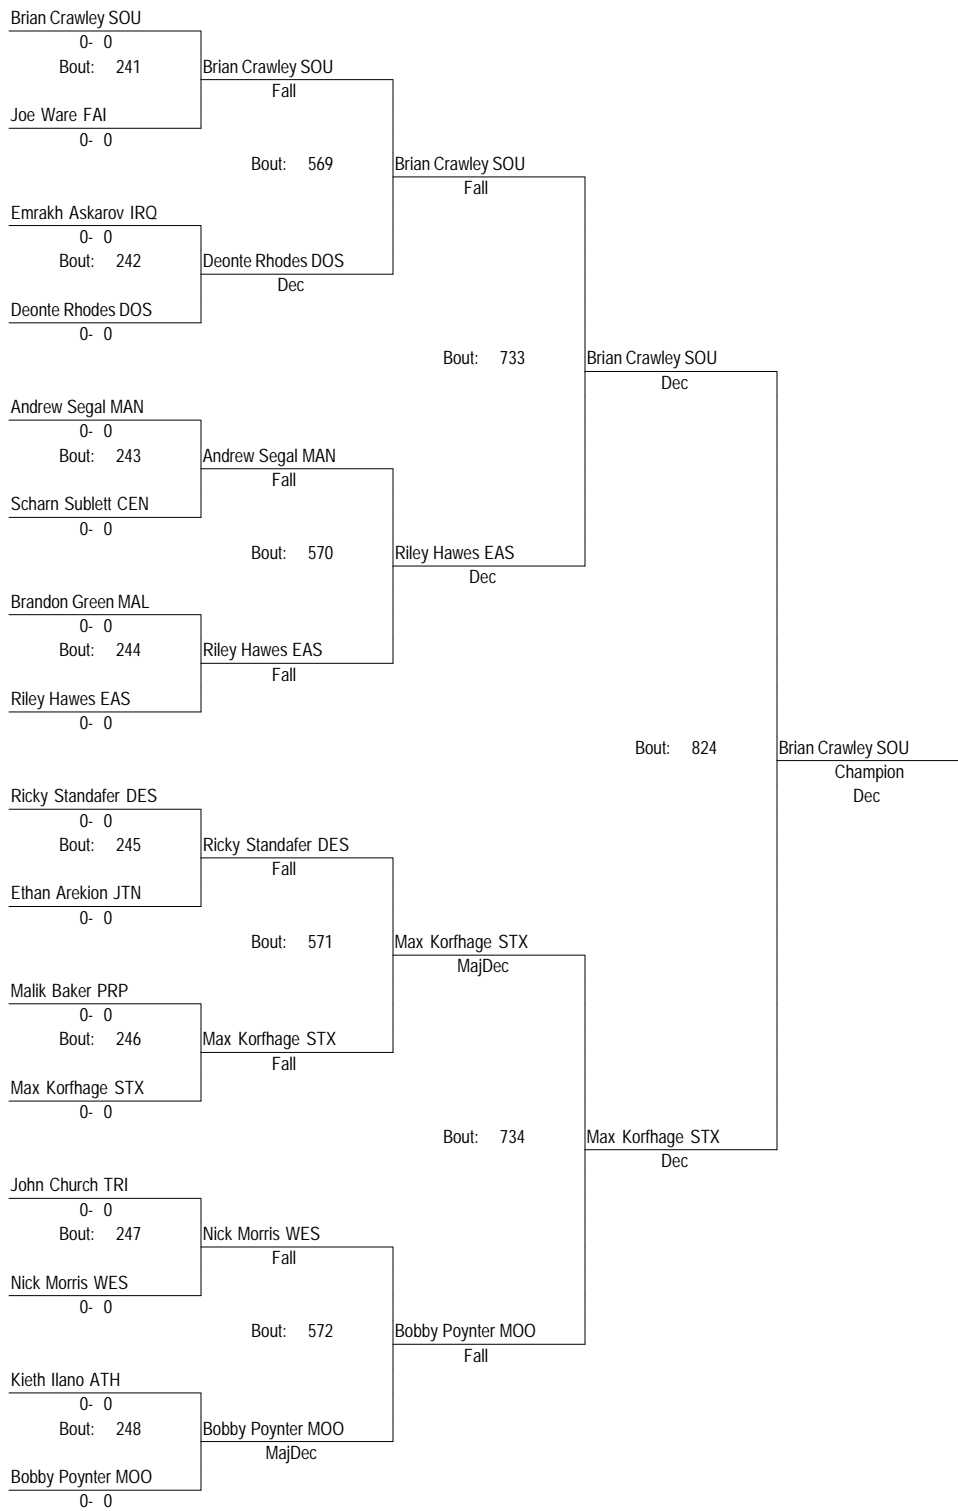 Brian Crawley SOU
0- 0
Bout: 241
Brian Crawley SOU
Fall
Joe Ware FAI
0- 0
Bout: 569
Brian Crawley SOU
Fall
Emrakh Askarov IRQ
0- 0
Bout: 242
Deonte Rhodes DOS
Dec
Deonte Rhodes DOS
0- 0
Bout: 733
Brian Crawley SOU
Dec
Andrew Segal MAN
0- 0
Bout: 243
Andrew Segal MAN
Fall
Scharn Sublett CEN
0- 0
Bout: 570
Riley Hawes EAS
Dec
Brandon Green MAL
0- 0
Bout: 244
Riley Hawes EAS
Fall
Riley Hawes EAS
0- 0
Bout: 824
Brian Crawley SOU
Champion
Dec
Ricky Standafer DES
0- 0
Bout: 245
Ricky Standafer DES
Fall
Ethan Arekion JTN
0- 0
Bout: 571
Max Korfhage STX
MajDec
Malik Baker PRP
0- 0
Bout: 246
Max Korfhage STX
Fall
Max Korfhage STX
0- 0
Bout: 734
Max Korfhage STX
Dec
John Church TRI
0- 0
Bout: 247
Nick Morris WES
Fall
Nick Morris WES
0- 0
Bout: 572
Bobby Poynter MOO
Fall
Kieth Ilano ATH
0- 0
Bout: 248
Bobby Poynter MOO
MajDec
Bobby Poynter MOO
0- 0